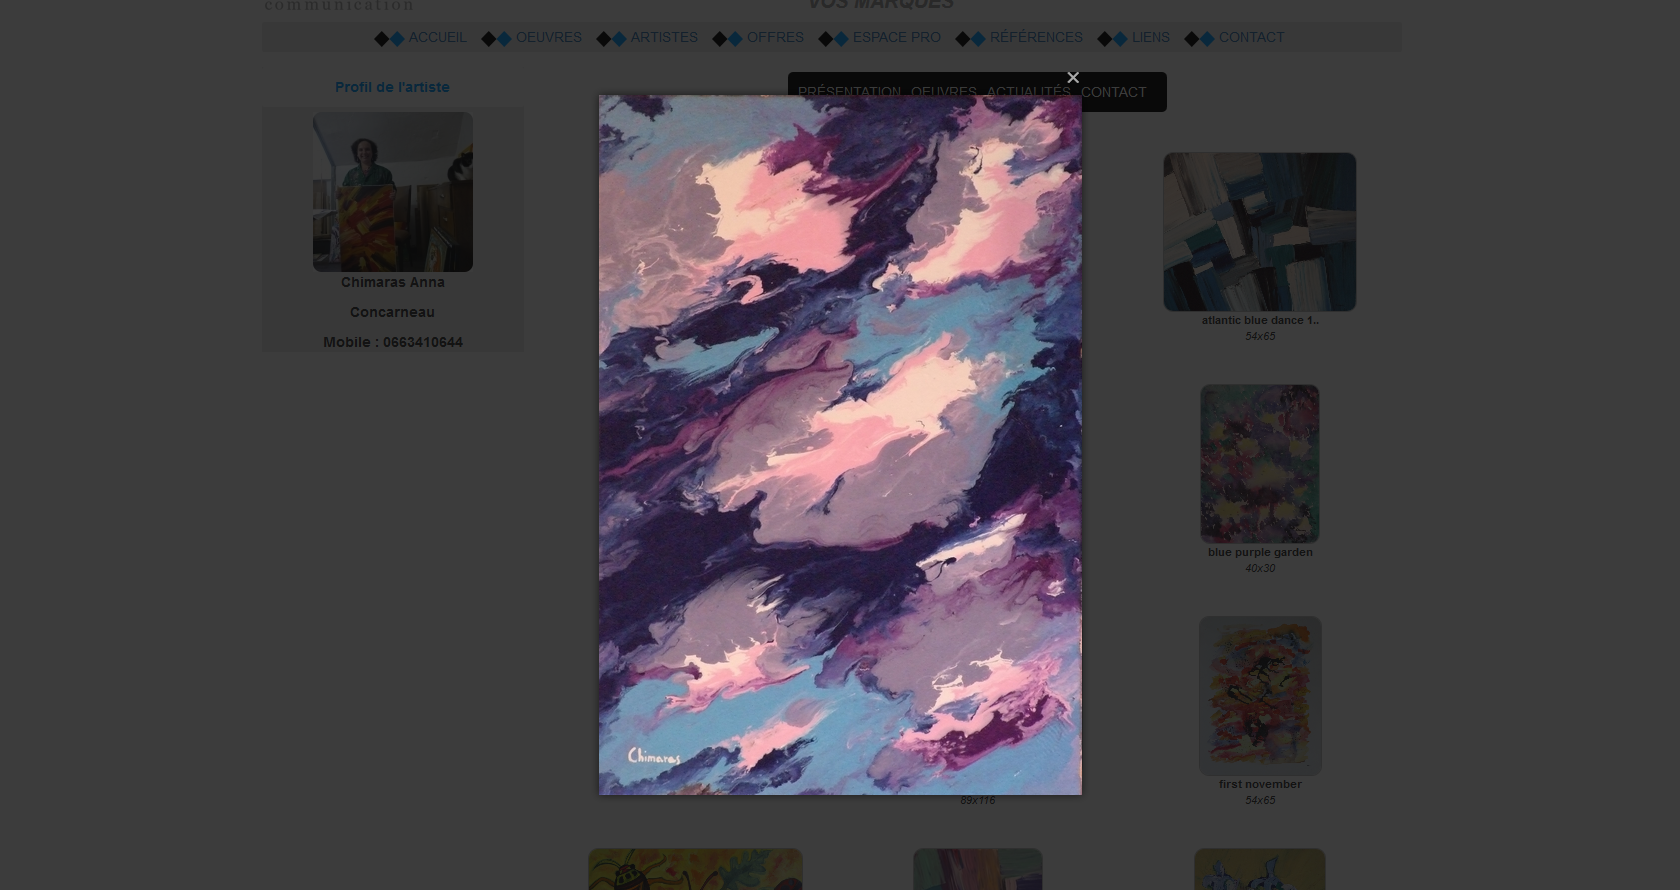 communication
VOS MARQUES
ACCUEIL OEUVRES ARTISTES OFFRES ESPACE PRO RÉFÉRENCES LIENS CONTACT
Profil de l'artiste
PRÉSENTATION OEUVRES ACTUALITÉS CONTACT
Chimaras Anna
Concarneau
Mobile : 0663410644
atlantic blue dance 1..
54x65
blue purple garden
40x30
Chimaras
first november
54x65
89x116